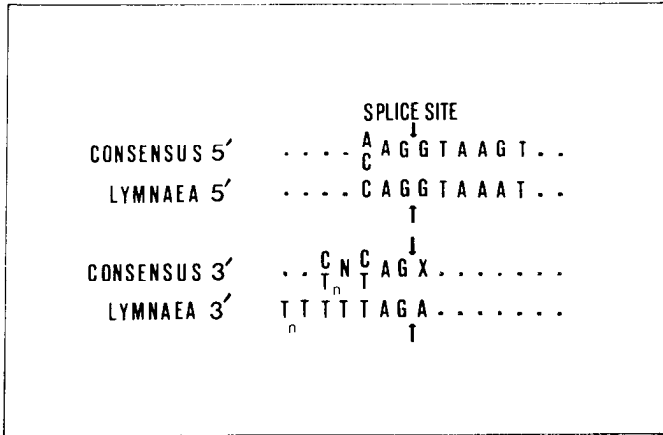 SPLICE SITE
CONSENSUS 5′ . . . . A/C A G G T A A G T . .
LYMNAEA 5′ . . . . C A G G T A A A T . .
CONSENSUS 3′ . . C/T n N C/T A G X . . . . . . .
LYMNAEA 3′ T n T T T T A G A . . . . . . .